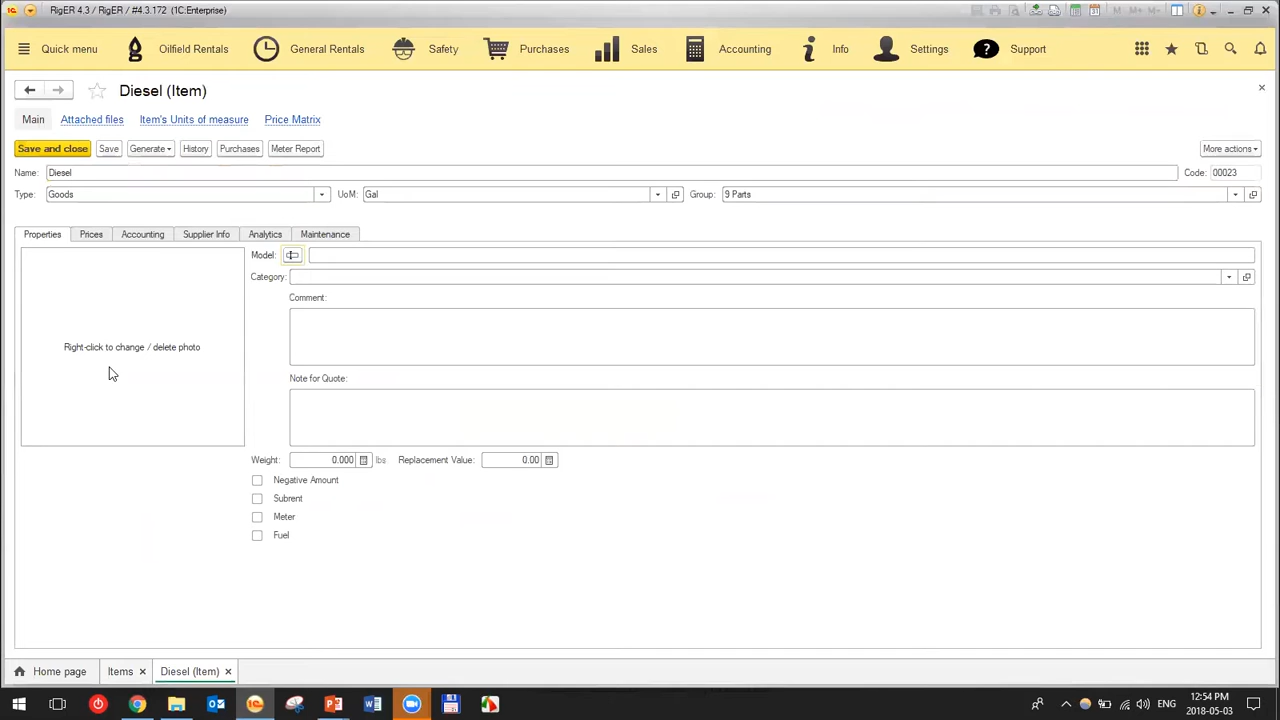 RigER 4.3 / RigER / #4.3.172 (1C:Enterprise)
M M+ M-
Quick menu Oilfield Rentals General Rentals Safety Purchases Sales Accounting Info Settings Support
Diesel (Item)
Main Attached files Item's Units of measure Price Matrix
Save and close Save Generate History Purchases Meter Report More actions
Name: Diesel Code: 00023
Type: Goods UoM: Gal Group: 9 Parts
Properties Prices Accounting Supplier Info Analytics Maintenance
Model:
Category:
Comment:
Right-click to change / delete photo
Note for Quote:
Weight: 0.000 lbs Replacement Value: 0.00
Negative Amount
Subrent
Meter
Fuel
Home page Items Diesel (Item)
ENG 12:54 PM
2018-05-03